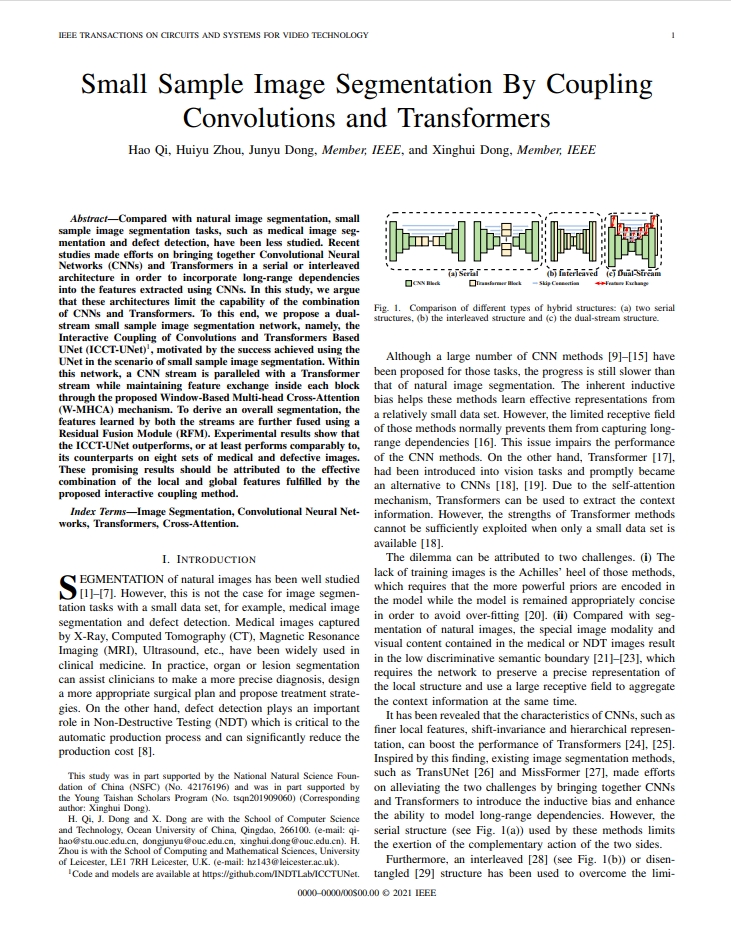 IEEE TRANSACTIONS ON CIRCUITS AND SYSTEMS FOR VIDEO TECHNOLOGY 1
Small Sample Image Segmentation By Coupling
Convolutions and Transformers
Hao Qi, Huiyu Zhou, Junyu Dong, Member, IEEE, and Xinghui Dong, Member, IEEE
Abstract—Compared with natural image segmentation, small
sample image segmentation tasks, such as medical image seg-
mentation and defect detection, have been less studied. Recent
studies made efforts on bringing together Convolutional Neural
Networks (CNNs) and Transformers in a serial or interleaved
architecture in order to incorporate long-range dependencies
into the features extracted using CNNs. In this study, we argue
that these architectures limit the capability of the combination
of CNNs and Transformers. To this end, we propose a dual-
stream small sample image segmentation network, namely, the
Interactive Coupling of Convolutions and Transformers Based
UNet (ICCT-UNet)1, motivated by the success achieved using the
UNet in the scenario of small sample image segmentation. Within
this network, a CNN stream is paralleled with a Transformer
stream while maintaining feature exchange inside each block
through the proposed Window-Based Multi-head Cross-Attention
(W-MHCA) mechanism. To derive an overall segmentation, the
features learned by both the streams are further fused using a
Residual Fusion Module (RFM). Experimental results show that
the ICCT-UNet outperforms, or at least performs comparably to,
its counterparts on eight sets of medical and defective images.
These promising results should be attributed to the effective
combination of the local and global features fulfilled by the
proposed interactive coupling method.
Index Terms—Image Segmentation, Convolutional Neural Net-
works, Transformers, Cross-Attention.
I. INTRODUCTION
SEGMENTATION of natural images has been well studied
[1]–[7]. However, this is not the case for image segmen-
tation tasks with a small data set, for example, medical image
segmentation and defect detection. Medical images captured
by X-Ray, Computed Tomography (CT), Magnetic Resonance
Imaging (MRI), Ultrasound, etc., have been widely used in
clinical medicine. In practice, organ or lesion segmentation
can assist clinicians to make a more precise diagnosis, design
a more appropriate surgical plan and propose treatment strate-
gies. On the other hand, defect detection plays an important
role in Non-Destructive Testing (NDT) which is critical to the
automatic production process and can significantly reduce the
production cost [8].
This study was in part supported by the National Natural Science Foun-
dation of China (NSFC) (No. 42176196) and was in part supported by
the Young Taishan Scholars Program (No. tsqn201909060) (Corresponding
author: Xinghui Dong).
H. Qi, J. Dong and X. Dong are with the School of Computer Science
and Technology, Ocean University of China, Qingdao, 266100. (e-mail: qi-
hao@stu.ouc.edu.cn, dongjunyu@ouc.edu.cn, xinghui.dong@ouc.edu.cn). H.
Zhou is with the School of Computing and Mathematical Sciences, University
of Leicester, LE1 7RH Leicester, U.K. (e-mail: hz143@leicester.ac.uk).
1Code and models are available at https://github.com/INDTLab/ICCTUNet.
(a) Serial (b) Interleaved (c) Dual-Stream
CNN Block Transformer Block Skip Connection Feature Exchange
Fig. 1. Comparison of different types of hybrid structures: (a) two serial
structures, (b) the interleaved structure and (c) the dual-stream structure.
Although a large number of CNN methods [9]–[15] have
been proposed for those tasks, the progress is still slower than
that of natural image segmentation. The inherent inductive
bias helps these methods learn effective representations from
a relatively small data set. However, the limited receptive field
of those methods normally prevents them from capturing long-
range dependencies [16]. This issue impairs the performance
of the CNN methods. On the other hand, Transformer [17],
had been introduced into vision tasks and promptly became
an alternative to CNNs [18], [19]. Due to the self-attention
mechanism, Transformers can be used to extract the context
information. However, the strengths of Transformer methods
cannot be sufficiently exploited when only a small data set is
available [18].
The dilemma can be attributed to two challenges. (i) The
lack of training images is the Achilles' heel of those methods,
which requires that the more powerful priors are encoded in
the model while the model is remained appropriately concise
in order to avoid over-fitting [20]. (ii) Compared with seg-
mentation of natural images, the special image modality and
visual content contained in the medical or NDT images result
in the low discriminative semantic boundary [21]–[23], which
requires the network to preserve a precise representation of
the local structure and use a large receptive field to aggregate
the context information at the same time.
It has been revealed that the characteristics of CNNs, such as
finer local features, shift-invariance and hierarchical represen-
tation, can boost the performance of Transformers [24], [25].
Inspired by this finding, existing image segmentation methods,
such as TransUNet [26] and MissFormer [27], made efforts
on alleviating the two challenges by bringing together CNNs
and Transformers to introduce the inductive bias and enhance
the ability to model long-range dependencies. However, the
serial structure (see Fig. 1(a)) used by these methods limits
the exertion of the complementary action of the two sides.
Furthermore, an interleaved [28] (see Fig. 1(b)) or disen-
tangled [29] structure has been used to overcome the limi-
0000–0000/00$00.00 © 2021 IEEE